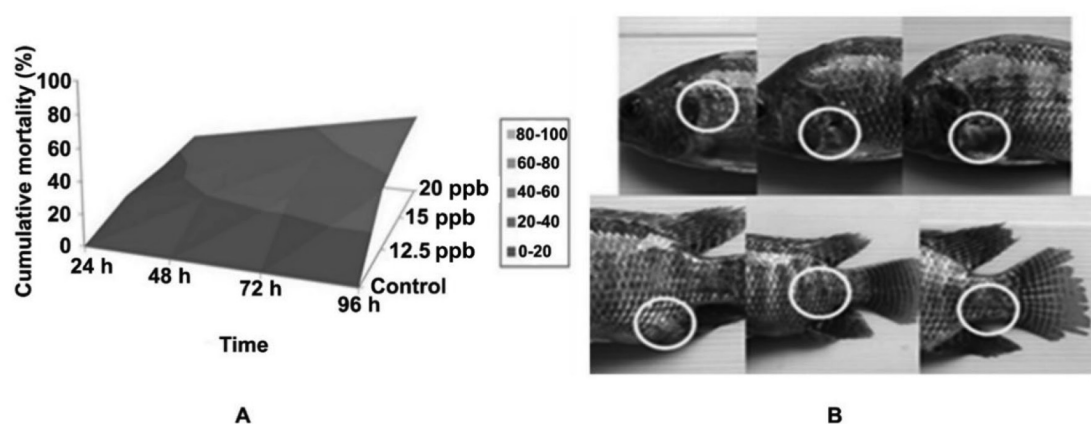 Cumulative mortality (%)
100
80
60
40
20
0
24 h
48 h
72 h
96 h
Time
Control
12.5 ppb
15 ppb
20 ppb
80-100
60-80
40-60
20-40
0-20
A
B